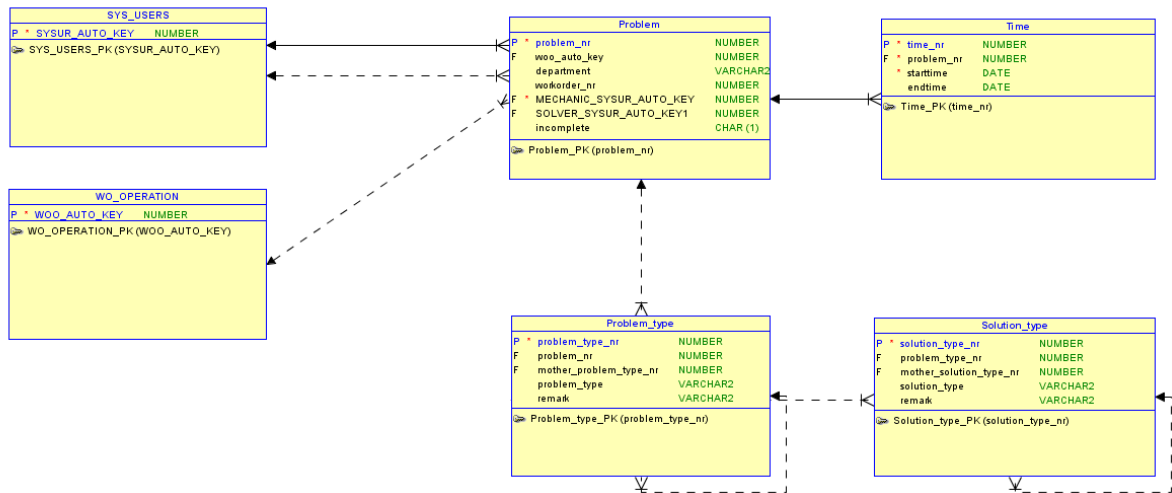 SYS_USERS
P * SYSUR_AUTO_KEY NUMBER
SYS_USERS_PK (SYSUR_AUTO_KEY)
Problem
P * problem_nr NUMBER
F woo_auto_key NUMBER
department VARCHAR2
workorder_nr NUMBER
F * MECHANIC_SYSUR_AUTO_KEY NUMBER
F SOLVER_SYSUR_AUTO_KEY1 NUMBER
incomplete CHAR (1)
Problem_PK (problem_nr)
Time
P * time_nr NUMBER
F * problem_nr NUMBER
* starttime DATE
endtime DATE
Time_PK (time_nr)
WO_OPERATION
P * WOO_AUTO_KEY NUMBER
WO_OPERATION_PK (WOO_AUTO_KEY)
Problem_type
P * problem_type_nr NUMBER
F problem_nr NUMBER
F mother_problem_type_nr NUMBER
problem_type VARCHAR2
remark VARCHAR2
Problem_type_PK (problem_type_nr)
Solution_type
P * solution_type_nr NUMBER
F problem_type_nr NUMBER
F mother_solution_type_nr NUMBER
solution_type VARCHAR2
remark VARCHAR2
Solution_type_PK (solution_type_nr)